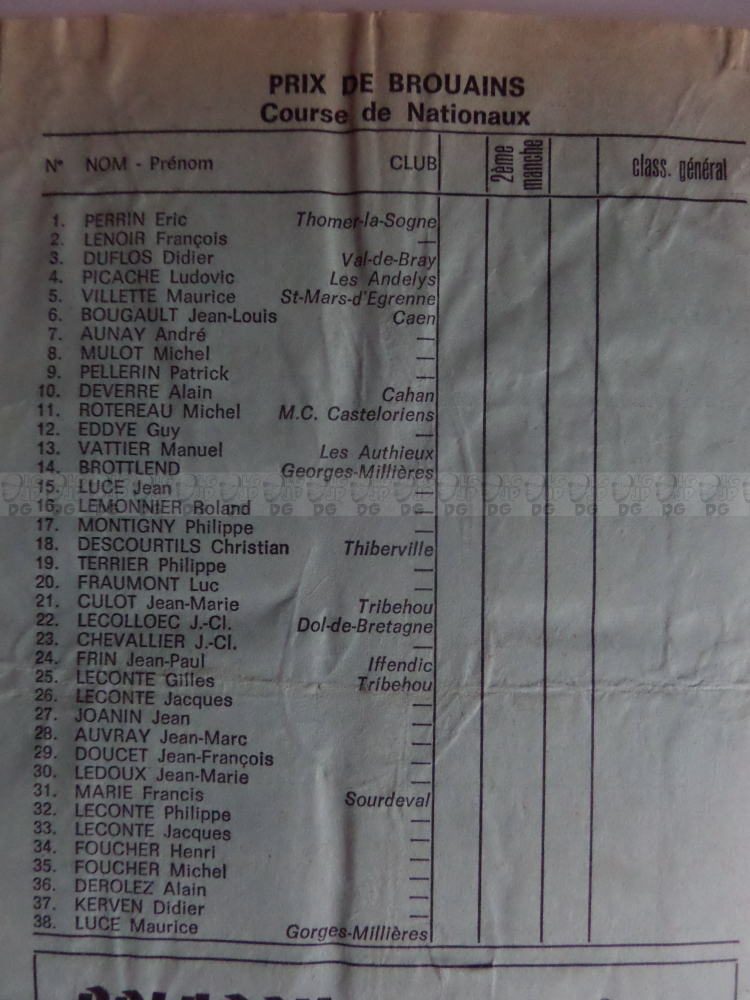 PRIX DE BROUAINS
Course de Nationaux
N° NOM - Prénom CLUB 2ème manche class. général
1. PERRIN Eric Thomer-la-Sogne
2. LENOIR François —
3. DUFLOS Didier Val-de-Bray
4. PICACHE Ludovic Les Andelys
5. VILLETTE Maurice St-Mars-d'Egrenne
6. BOUGAULT Jean-Louis Caen
7. AUNAY André —
8. MULOT Michel —
9. PELLERIN Patrick —
10. DEVERRE Alain Cahan
11. ROTEREAU Michel M.C. Casteloriens
12. EDDYE Guy —
13. VATTIER Manuel Les Authieux
14. BROTTLEND Georges-Millières
15. LUCE Jean —
16. LEMONNIER Roland —
17. MONTIGNY Philippe —
18. DESCOURTILS Christian Thiberville
19. TERRIER Philippe —
20. FRAUMONT Luc —
21. CULOT Jean-Marie Tribehou
22. LECOLLOEC J.-Cl. Dol-de-Bretagne
23. CHEVALLIER J.-Cl. —
24. FRIN Jean-Paul Iffendic
25. LECONTE Gilles Tribehou
26. LECONTE Jacques —
27. JOANIN Jean —
28. AUVRAY Jean-Marc —
29. DOUCET Jean-François —
30. LEDOUX Jean-Marie —
31. MARIE Francis Sourdeval
32. LECONTE Philippe —
33. LECONTE Jacques —
34. FOUCHER Henri —
35. FOUCHER Michel —
36. DEROLEZ Alain —
37. KERVEN Didier —
38. LUCE Maurice Gorges-Millières